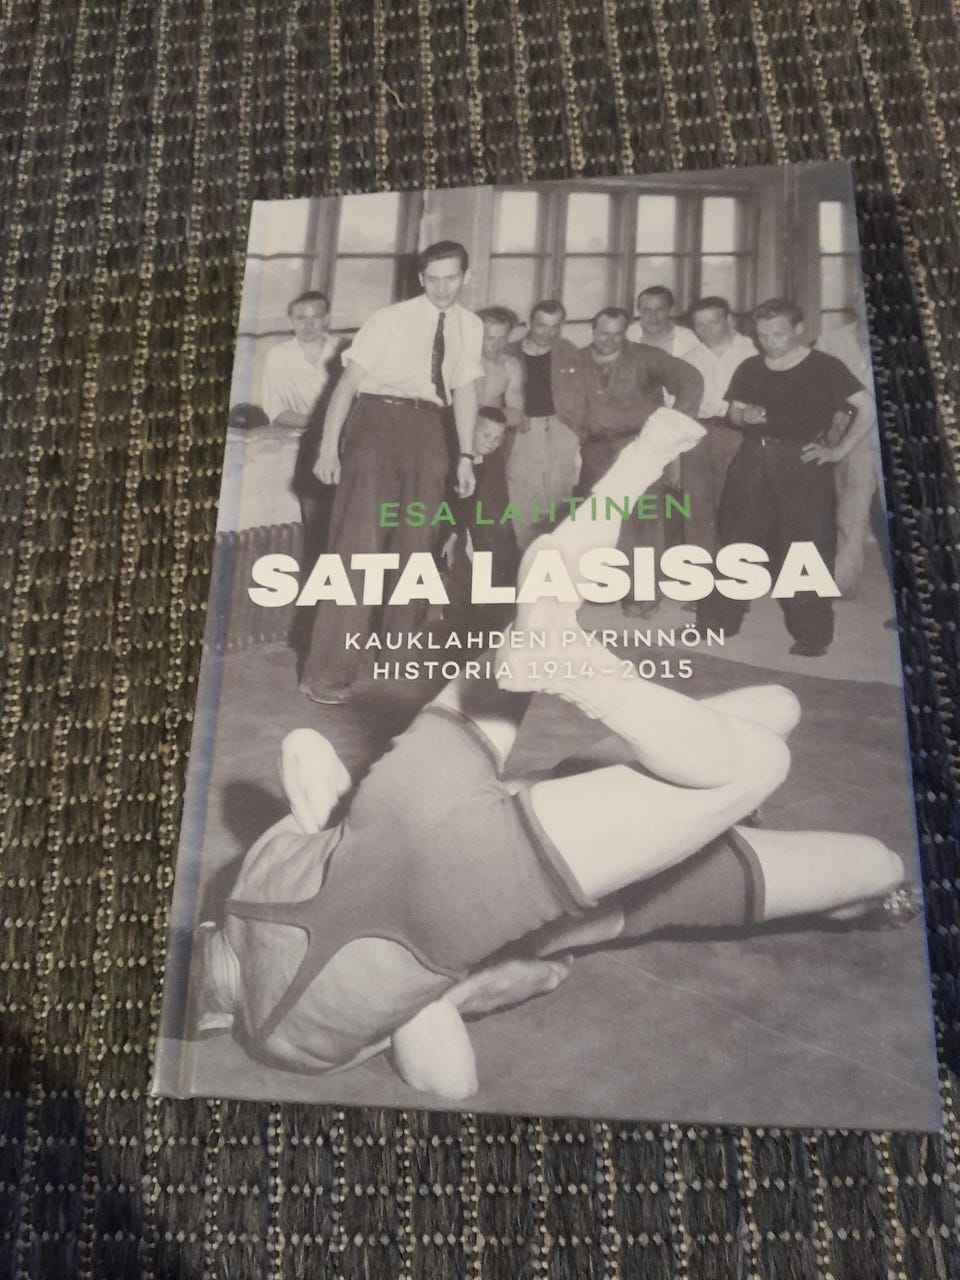 ESA LAHTINEN
SATA LASISSA
KAUKLAHDEN PYRINNÖN
HISTORIA 1914–2015